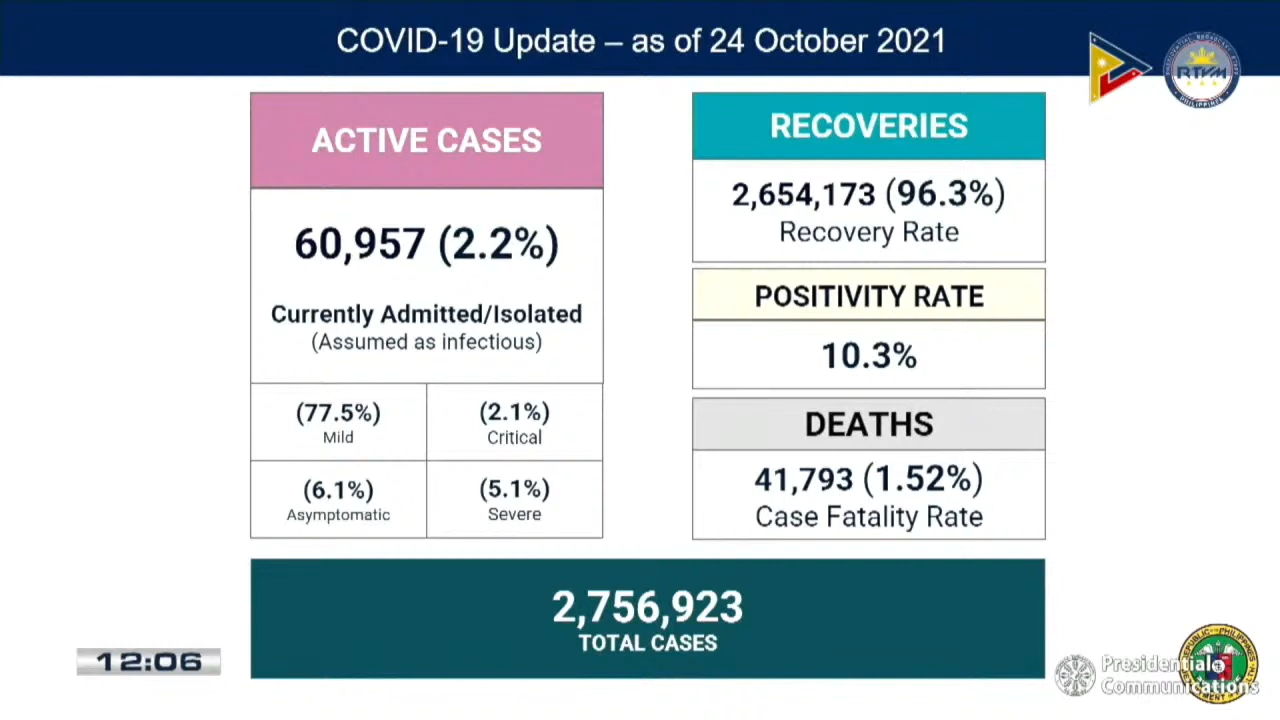 COVID-19 Update – as of 24 October 2021
RTVM
PHILIPPINES
ACTIVE CASES
60,957 (2.2%)
Currently Admitted/Isolated
(Assumed as infectious)
(77.5%)
Mild
(2.1%)
Critical
(6.1%)
Asymptomatic
(5.1%)
Severe
RECOVERIES
2,654,173 (96.3%)
Recovery Rate
POSITIVITY RATE
10.3%
DEATHS
41,793 (1.52%)
Case Fatality Rate
2,756,923
TOTAL CASES
12:06
Presidential
Communications